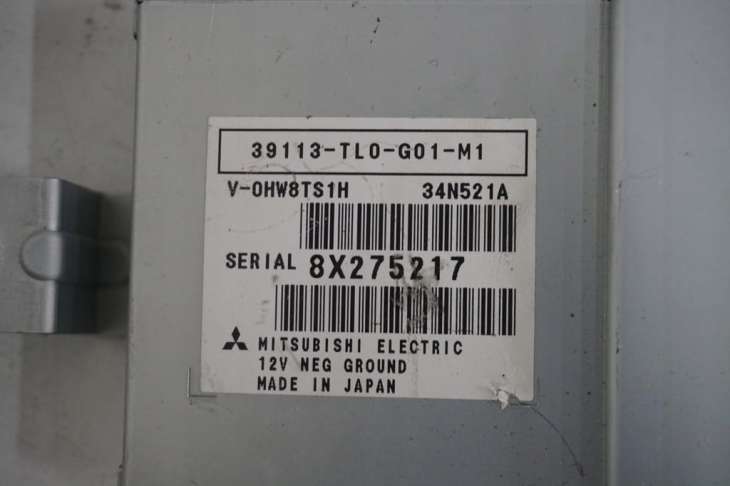 39113-TL0-G01-M1
V-0HW8TS1H 34N521A
SERIAL 8X275217
MITSUBISHI ELECTRIC
12V NEG GROUND
MADE IN JAPAN